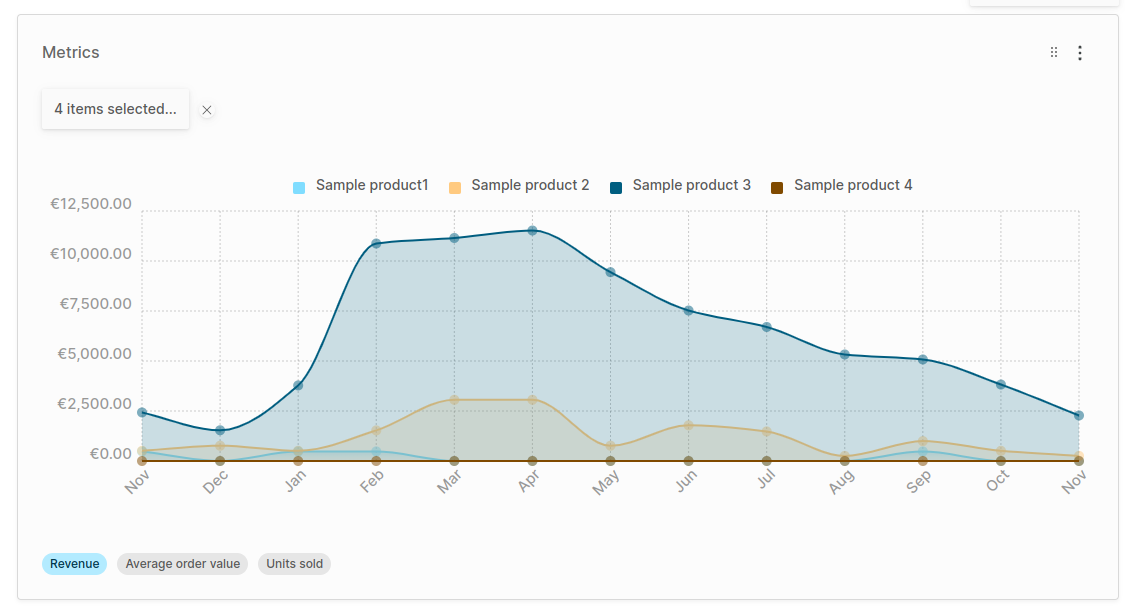 Metrics
4 items selected...
Sample product1 Sample product 2 Sample product 3 Sample product 4
€12,500.00
€10,000.00
€7,500.00
€5,000.00
€2,500.00
€0.00
Nov Dec Jan Feb Mar Apr May Jun Jul Aug Sep Oct Nov
Revenue Average order value Units sold